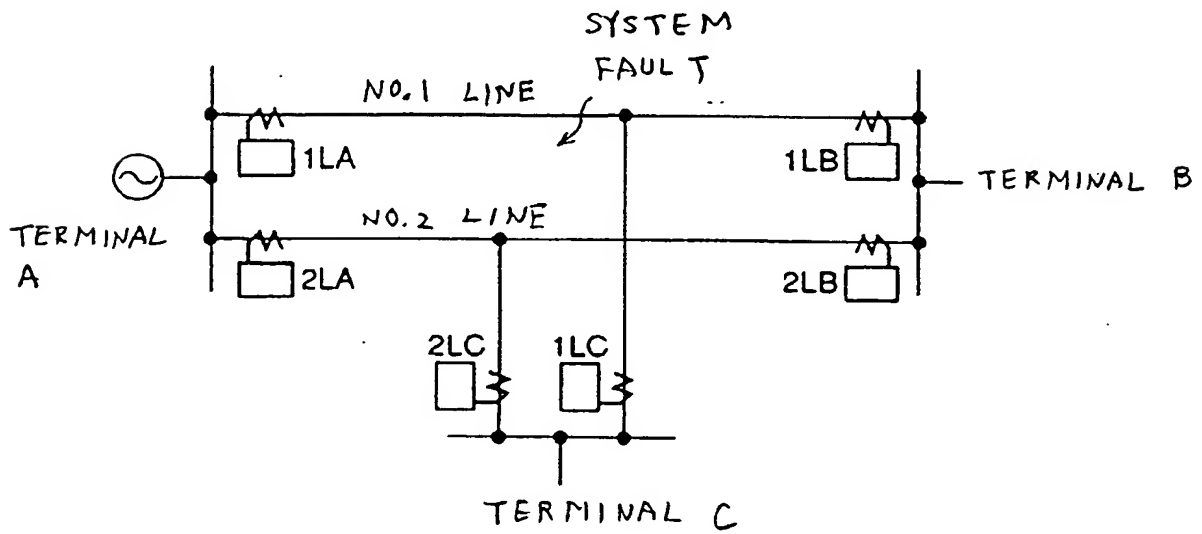 SYSTEM
FAULT
NO.1 LINE
1LA
1LB
TERMINAL B
NO.2 LINE
TERMINAL
A
2LA
2LB
2LC
1LC
TERMINAL C